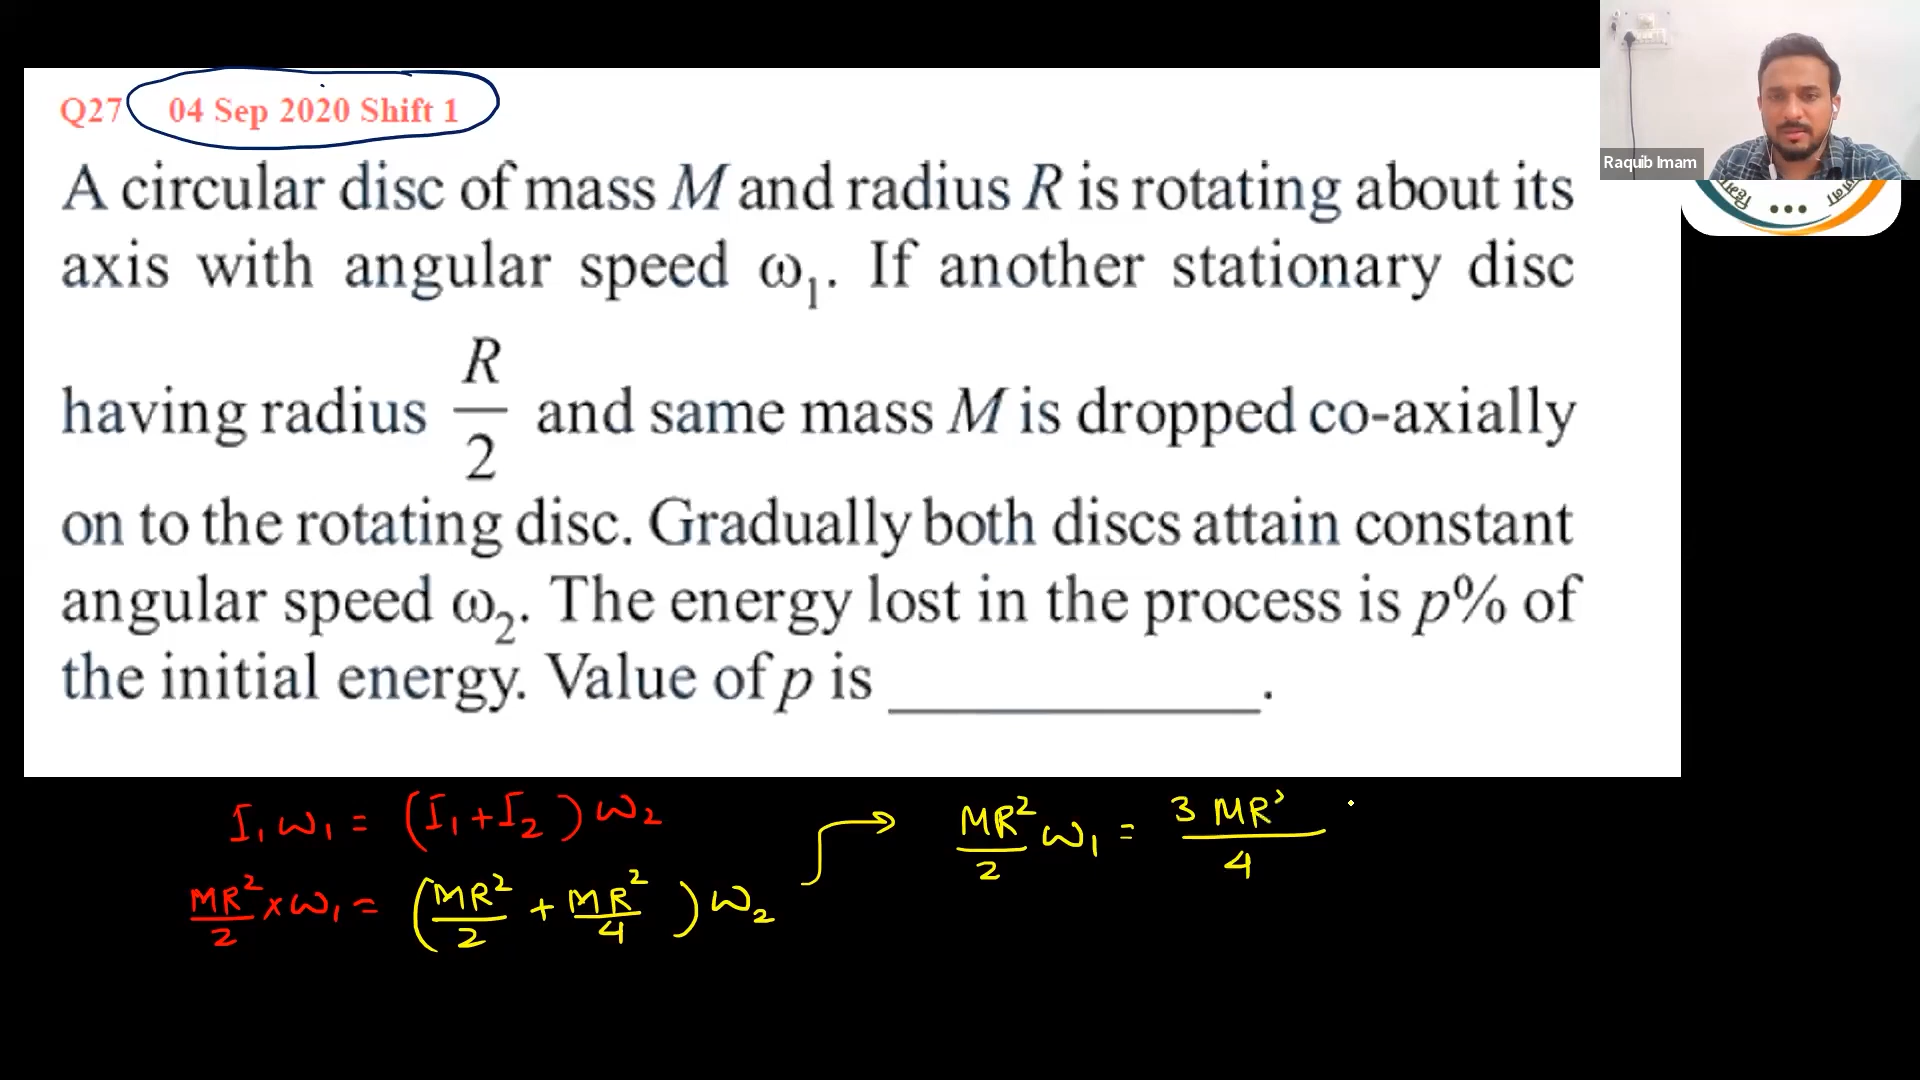 Q27 04 Sep 2020 Shift 1
A circular disc of mass M and radius R is rotating about its
axis with angular speed ω₁. If another stationary disc
having radius R/2 and same mass M is dropped co-axially
on to the rotating disc. Gradually both discs attain constant
angular speed ω₂. The energy lost in the process is p% of
the initial energy. Value of p is ____________.
Raquib Imam
I₁ω₁ = (I₁+I₂)ω₂
MR²/2 × ω₁ = (MR²/2 + MR²/4)ω₂
MR²/2 ω₁ = 3 MR²/4